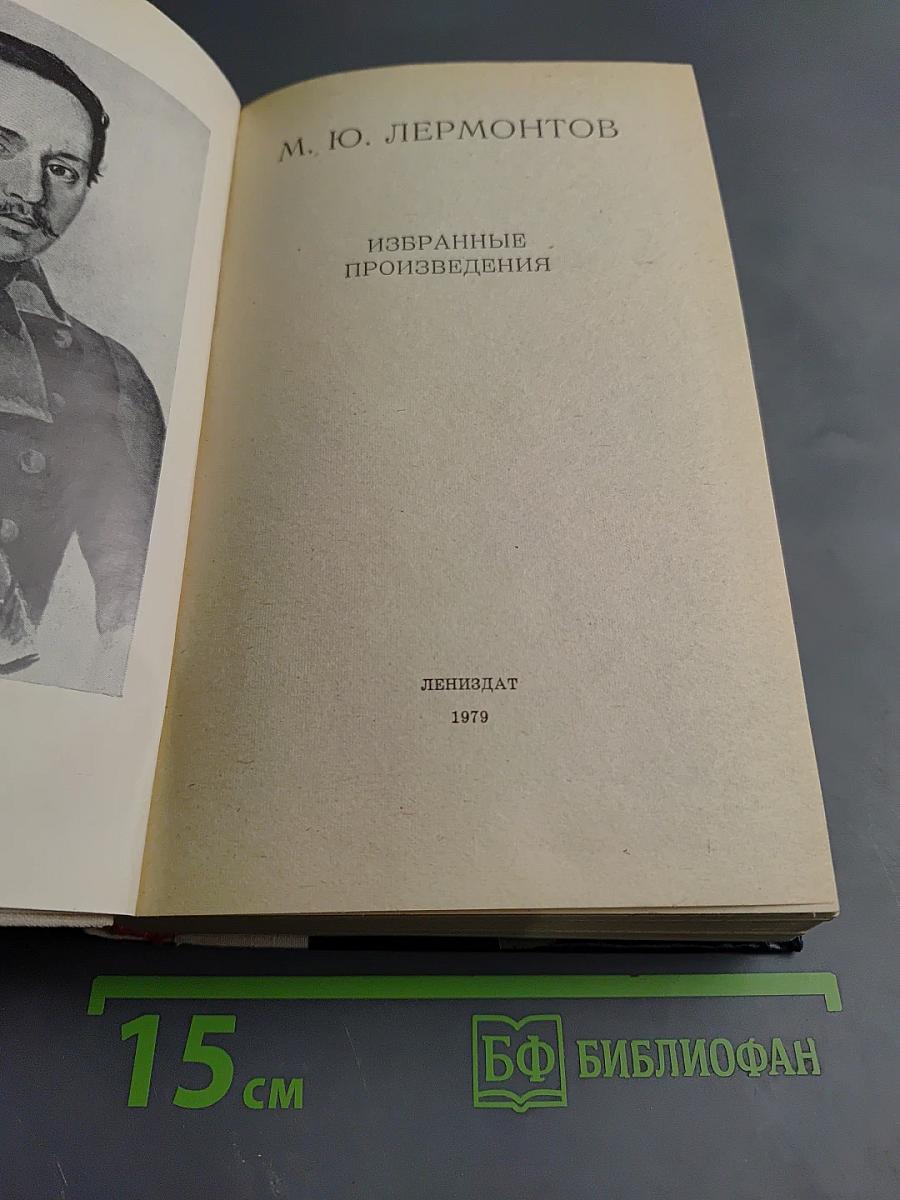 М. Ю. ЛЕРМОНТОВ
ИЗБРАННЫЕ
ПРОИЗВЕДЕНИЯ
ЛЕНИЗДАТ
1979
15 см
БФ БИБЛИОФАН